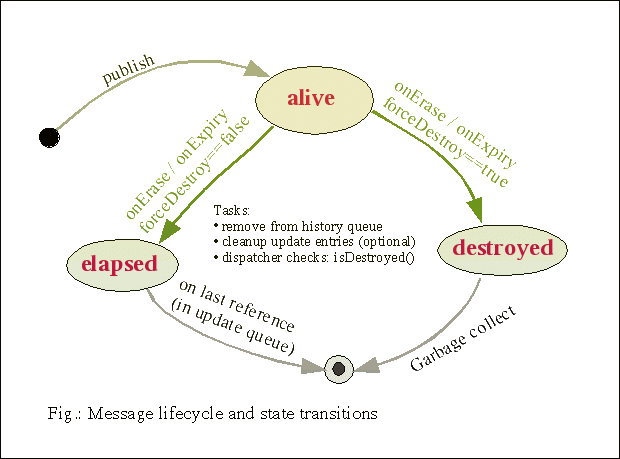 publish
alive
onErase / onExpiry
forceDestroy==false
onErase / onExpiry
forceDestroy==true
Tasks:
• remove from history queue
• cleanup update entries (optional)
• dispatcher checks: isDestroyed()
elapsed
destroyed
on last reference
(in update queue)
Garbage collect
Fig.: Message lifecycle and state transitions